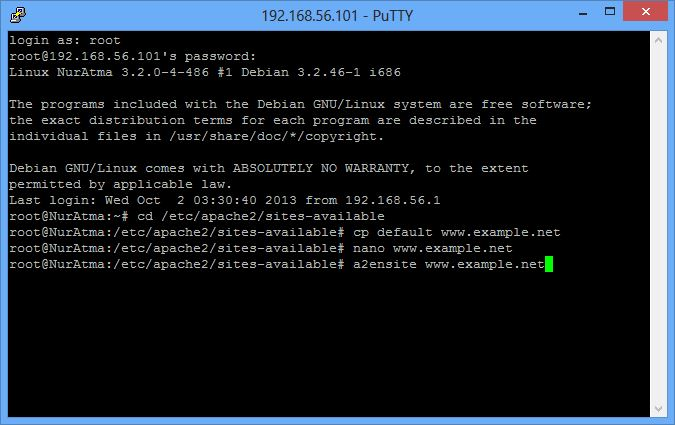 192.168.56.101 - PuTTY
login as: root
root@192.168.56.101's password:
Linux NurAtma 3.2.0-4-486 #1 Debian 3.2.46-1 i686
The programs included with the Debian GNU/Linux system are free software;
the exact distribution terms for each program are described in the
individual files in /usr/share/doc/*/copyright.
Debian GNU/Linux comes with ABSOLUTELY NO WARRANTY, to the extent
permitted by applicable law.
Last login: Wed Oct  2 03:30:40 2013 from 192.168.56.1
root@NurAtma:~# cd /etc/apache2/sites-available
root@NurAtma:/etc/apache2/sites-available# cp default www.example.net
root@NurAtma:/etc/apache2/sites-available# nano www.example.net
root@NurAtma:/etc/apache2/sites-available# a2ensite www.example.net